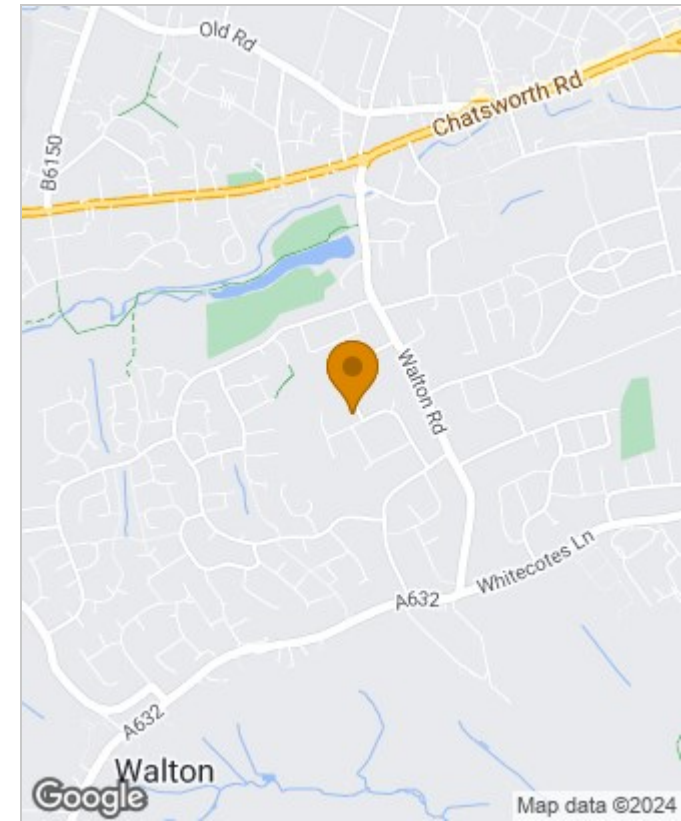 Old Rd
Chatsworth Rd
B6150
Walton Rd
Whitecotes Ln
A632
A632
Walton
Google
Map data ©2024